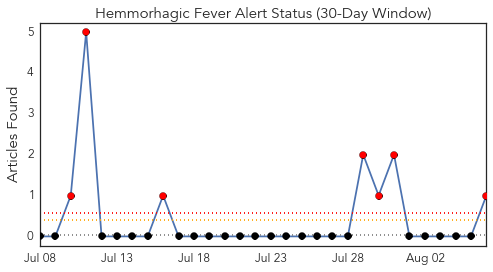 Hemmorhagic Fever Alert Status (30-Day Window)
Articles Found
5
4
3
2
1
0
Jul 08 Jul 13 Jul 18 Jul 23 Jul 28 Aug 02